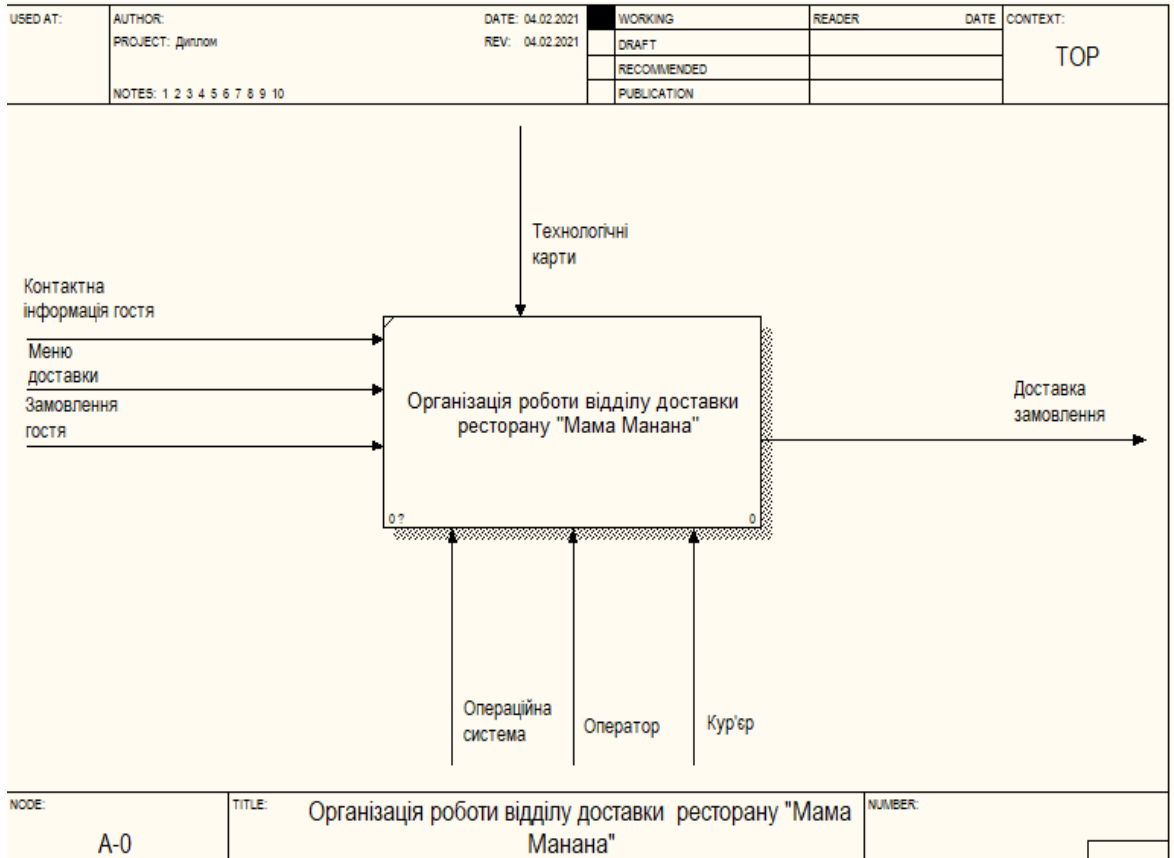 USED AT:
AUTHOR:
DATE: 04.02.2021
WORKING
READER
DATE
CONTEXT:
PROJECT: Диплом
REV: 04.02.2021
DRAFT
TOP
RECOMMENDED
NOTES: 1 2 3 4 5 6 7 8 9 10
PUBLICATION
Технологічні
карти
Контактна
інформація гостя
Меню
доставки
Замовлення
гостя
Організація роботи відділу доставки
ресторану "Мама Манана"
0 ?
0
Доставка
замовлення
Операційна
система
Оператор
Кур'єр
NODE:
A-0
TITLE:
Організація роботи відділу доставки ресторану "Мама
Манана"
NUMBER: